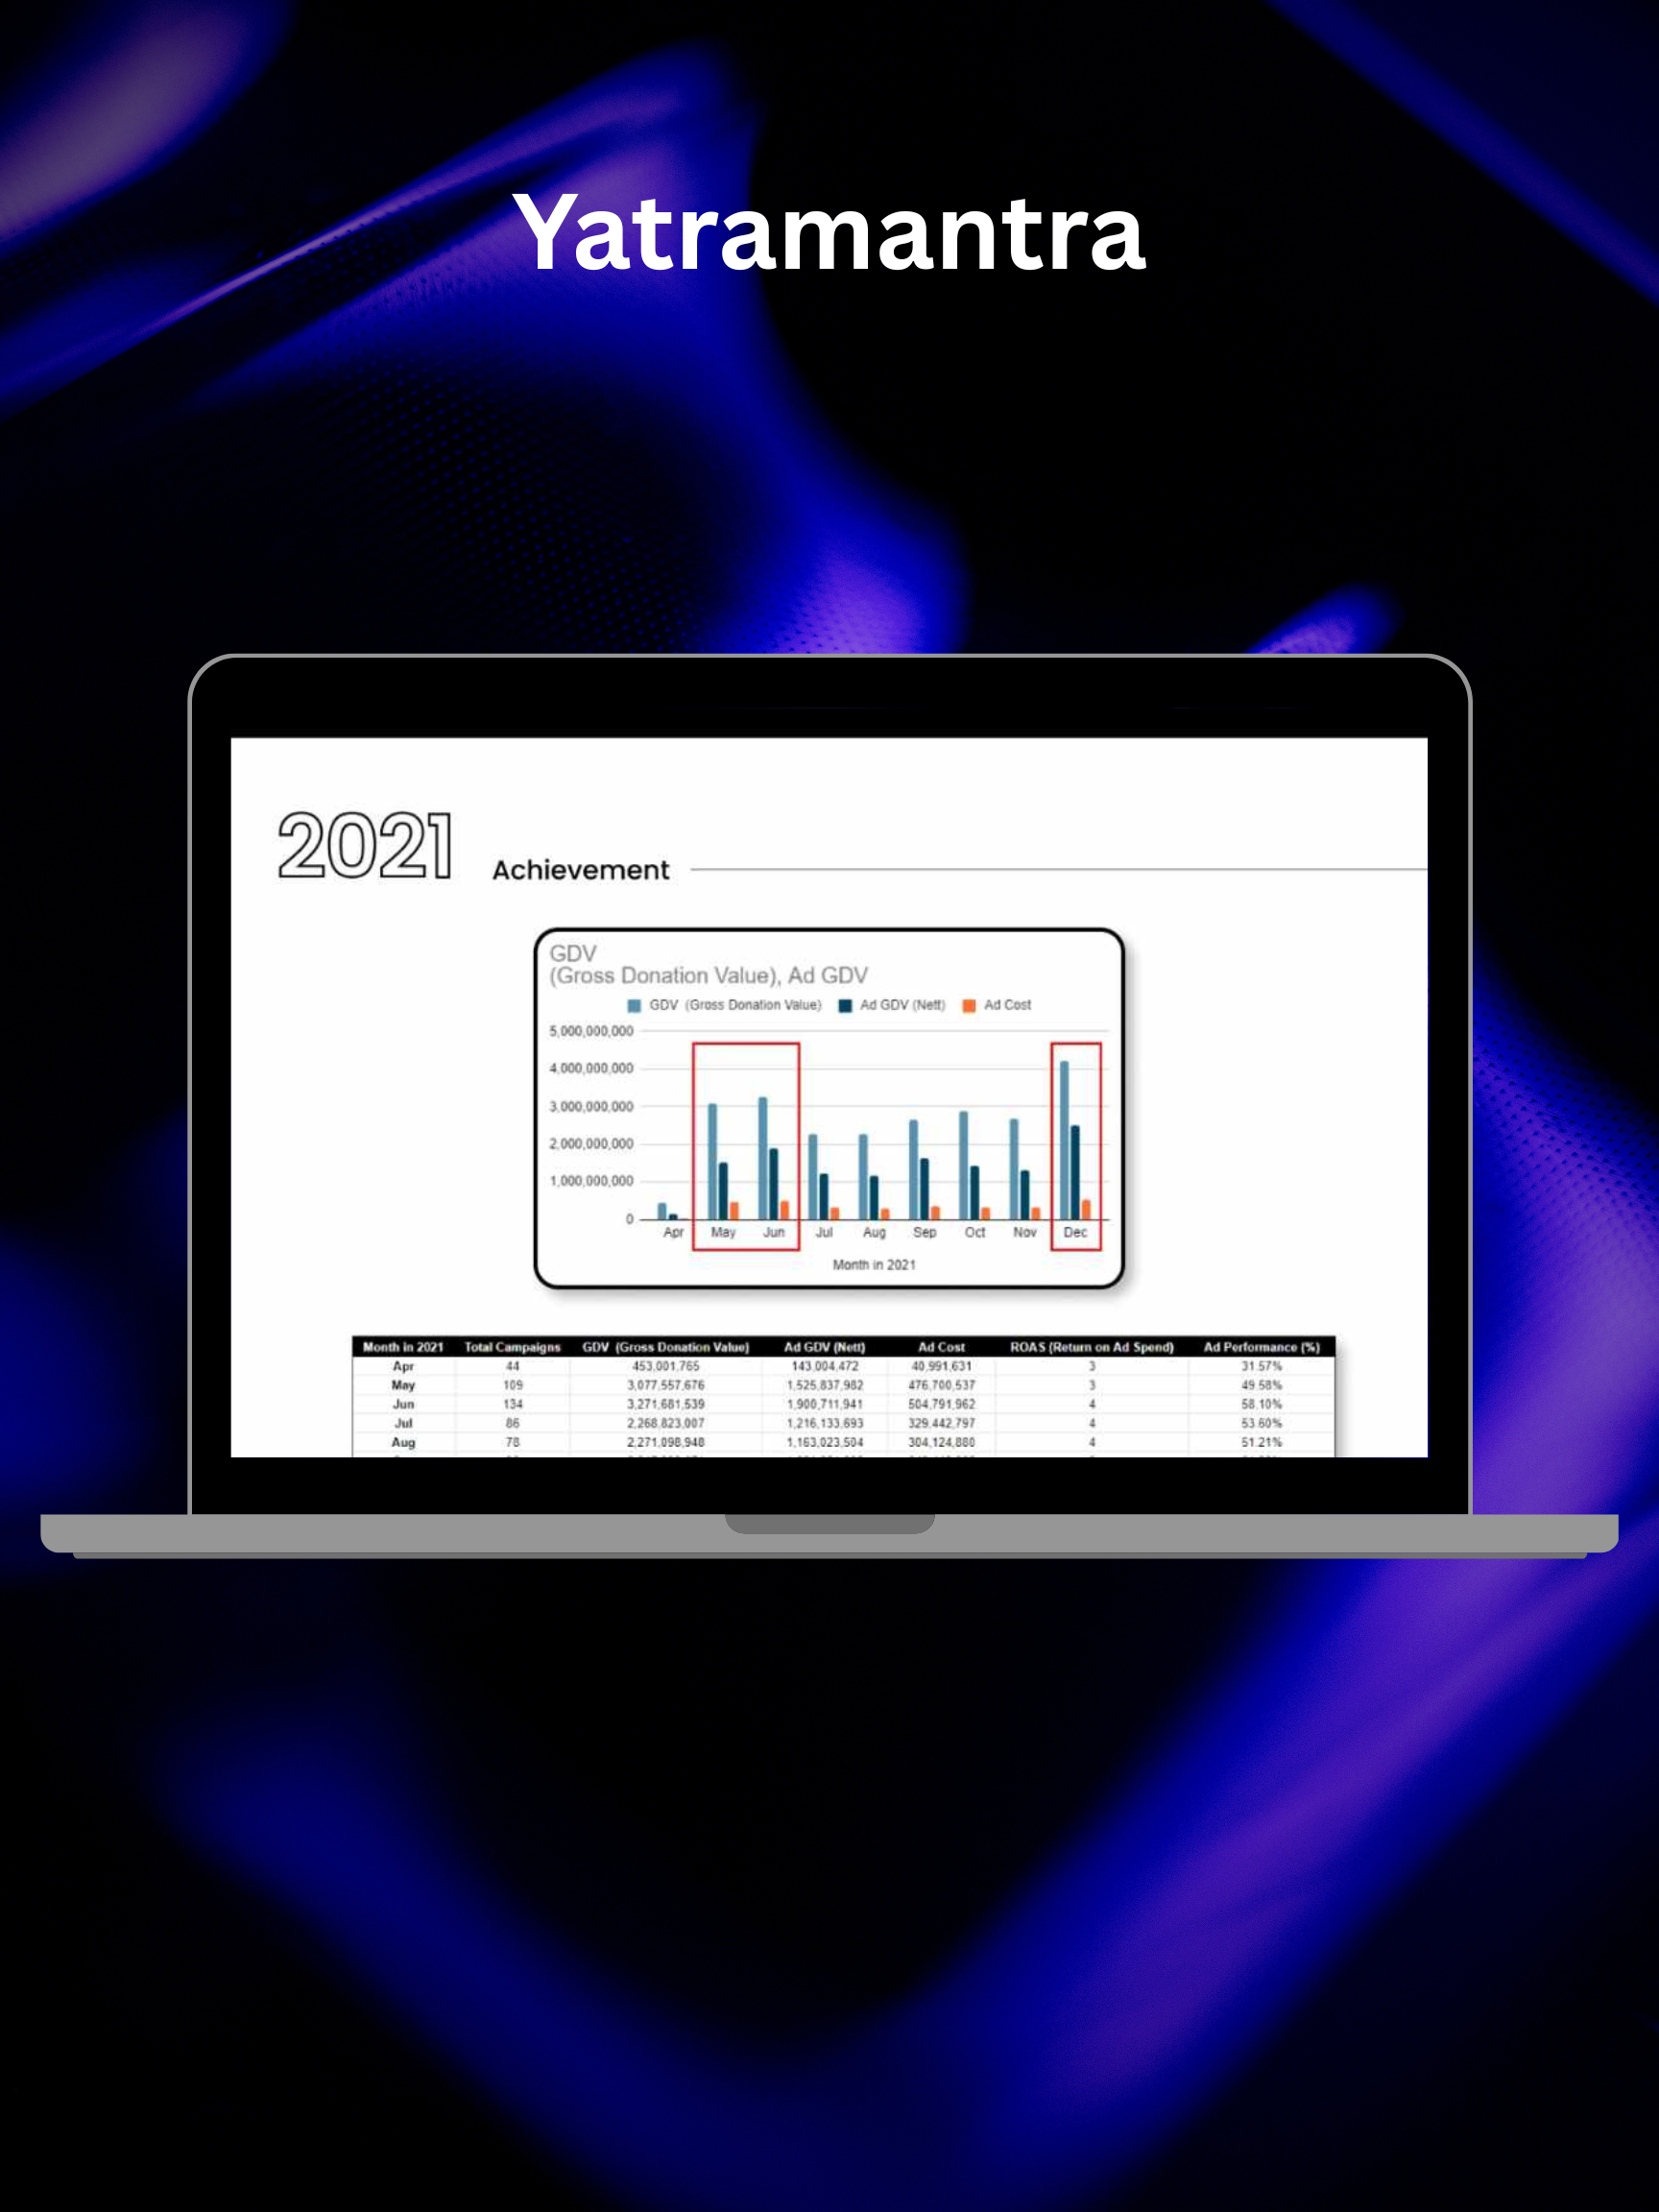 Yatramantra
2021 Achievement
GDV
(Gross Donation Value), Ad GDV
GDV (Gross Donation Value) Ad GDV (Nett) Ad Cost
5,000,000,000
4,000,000,000
3,000,000,000
2,000,000,000
1,000,000,000
0
Apr May Jun Jul Aug Sep Oct Nov Dec
Month in 2021
Month in 2021 Total Campaigns GDV (Gross Donation Value) Ad GDV (Nett) Ad Cost ROAS (Return on Ad Spend) Ad Performance (%)
Apr 44 453,001,765 143,004,472 40,991,631 3 31.57%
May 109 3,077,557,676 1,525,837,982 476,700,537 3 49.58%
Jun 134 3,271,681,539 1,900,711,941 504,791,962 4 58.10%
Jul 86 2,268,823,007 1,216,133,693 329,442,797 4 53.60%
Aug 78 2,271,098,948 1,163,023,504 304,124,880 4 51.21%